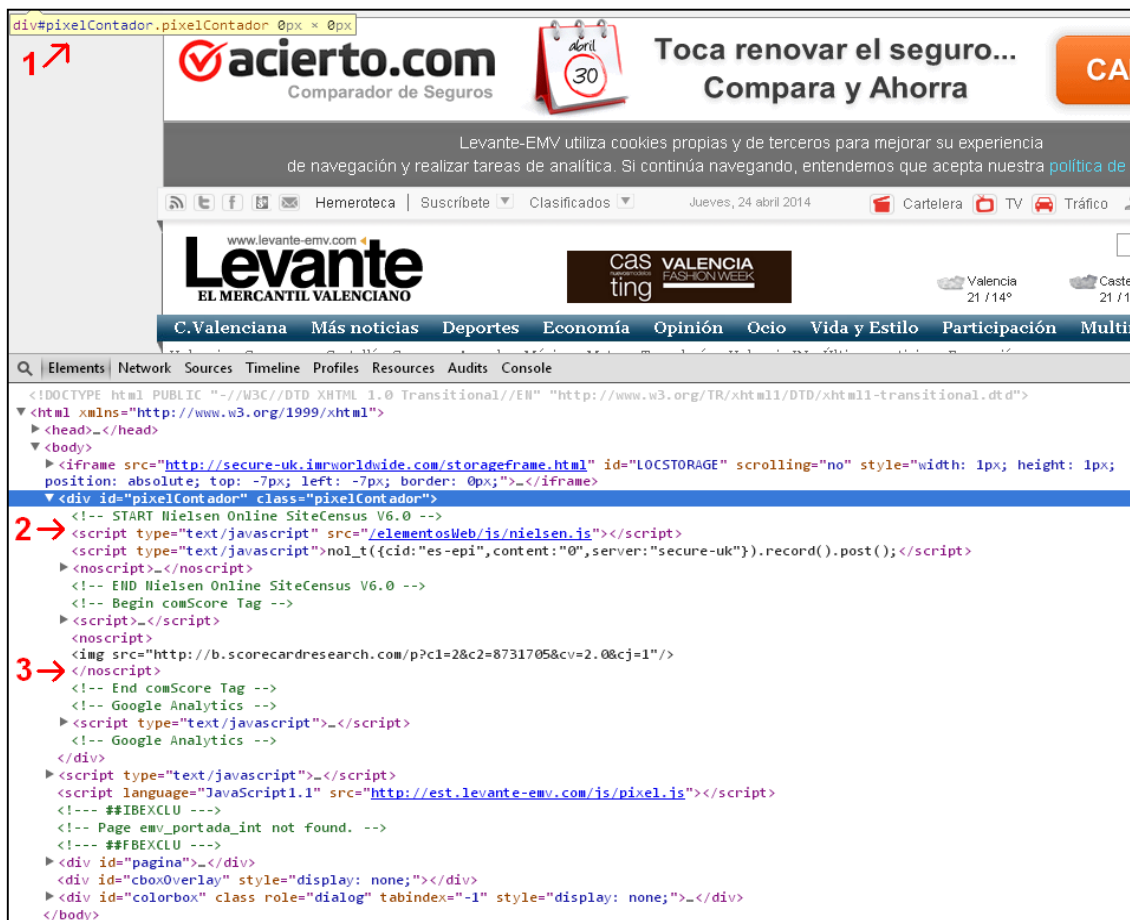 div#pixelContador.pixelContador 0px × 0px
1
acierto.com
Comparador de Seguros
abril
30
Toca renovar el seguro...
Compara y Ahorra
CA
Levante-EMV utiliza cookies propias y de terceros para mejorar su experiencia
de navegación y realizar tareas de analítica. Si continúa navegando, entendemos que acepta nuestra política de
Hemeroteca | Suscríbete Clasificados Jueves, 24 abril 2014 Cartelera TV Tráfico
www.levante-emv.com
Levante
EL MERCANTIL VALENCIANO
cas
nuevosmodelos
ting
VALENCIA
FASHION WEEK
Valencia
21 / 14°
Caste
21 / 1
C.Valenciana Más noticias Deportes Economía Opinión Ocio Vida y Estilo Participación Multi
Elements Network Sources Timeline Profiles Resources Audits Console
<!DOCTYPE html PUBLIC "-//W3C//DTD XHTML 1.0 Transitional//EN" "http://www.w3.org/TR/xhtml1/DTD/xhtml1-transitional.dtd">
▼<html xmlns="http://www.w3.org/1999/xhtml">
▶<head>…</head>
▼<body>
▶<iframe src="http://secure-uk.imrworldwide.com/storageframe.html" id="LOCSTORAGE" scrolling="no" style="width: 1px; height: 1px;
position: absolute; top: -7px; left: -7px; border: 0px;">…</iframe>
▼<div id="pixelContador" class="pixelContador">
<!-- START Nielsen Online SiteCensus V6.0 -->
2 <script type="text/javascript" src="/elementosWeb/js/nielsen.js"></script>
<script type="text/javascript">nol_t({cid:"es-epi",content:"0",server:"secure-uk"}).record().post();</script>
▶<noscript>…</noscript>
<!-- END Nielsen Online SiteCensus V6.0 -->
<!-- Begin comScore Tag -->
▶<script>…</script>
<noscript>
<img src="http://b.scorecardresearch.com/p?c1=2&c2=8731705&cv=2.0&cj=1"/>
3 </noscript>
<!-- End comScore Tag -->
<!-- Google Analytics -->
▶<script type="text/javascript">…</script>
<!-- Google Analytics -->
</div>
▶<script type="text/javascript">…</script>
<script language="JavaScript1.1" src="http://est.levante-emv.com/js/pixel.js"></script>
<!--- ##IBEXCLU --->
<!-- Page emv_portada_int not found. -->
<!--- ##FBEXCLU --->
▶<div id="pagina">…</div>
<div id="cboxOverlay" style="display: none;"></div>
▶<div id="colorbox" class role="dialog" tabindex="-1" style="display: none;">…</div>
</body>